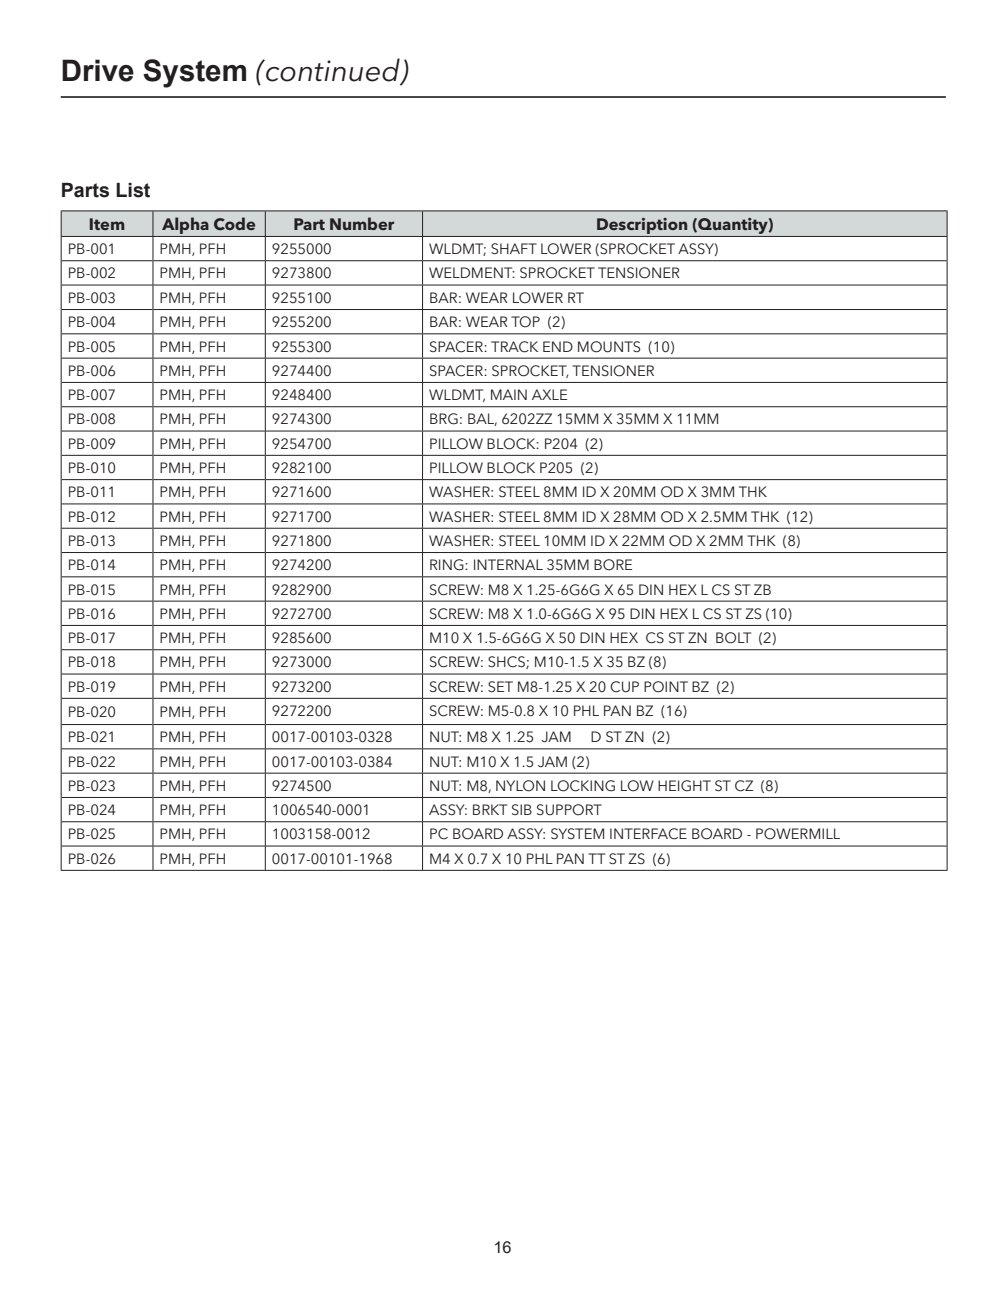 Drive System (continued)
Parts List
Item Alpha Code Part Number Description (Quantity)
PB-001 PMH, PFH 9255000 WLDMT; SHAFT LOWER (SPROCKET ASSY)
PB-002 PMH, PFH 9273800 WELDMENT: SPROCKET TENSIONER
PB-003 PMH, PFH 9255100 BAR: WEAR LOWER RT
PB-004 PMH, PFH 9255200 BAR: WEAR TOP (2)
PB-005 PMH, PFH 9255300 SPACER: TRACK END MOUNTS (10)
PB-006 PMH, PFH 9274400 SPACER: SPROCKET, TENSIONER
PB-007 PMH, PFH 9248400 WLDMT, MAIN AXLE
PB-008 PMH, PFH 9274300 BRG: BAL, 6202ZZ 15MM X 35MM X 11MM
PB-009 PMH, PFH 9254700 PILLOW BLOCK: P204 (2)
PB-010 PMH, PFH 9282100 PILLOW BLOCK P205 (2)
PB-011 PMH, PFH 9271600 WASHER: STEEL 8MM ID X 20MM OD X 3MM THK
PB-012 PMH, PFH 9271700 WASHER: STEEL 8MM ID X 28MM OD X 2.5MM THK (12)
PB-013 PMH, PFH 9271800 WASHER: STEEL 10MM ID X 22MM OD X 2MM THK (8)
PB-014 PMH, PFH 9274200 RING: INTERNAL 35MM BORE
PB-015 PMH, PFH 9282900 SCREW: M8 X 1.25-6G6G X 65 DIN HEX L CS ST ZB
PB-016 PMH, PFH 9272700 SCREW: M8 X 1.0-6G6G X 95 DIN HEX L CS ST ZS (10)
PB-017 PMH, PFH 9285600 M10 X 1.5-6G6G X 50 DIN HEX CS ST ZN BOLT (2)
PB-018 PMH, PFH 9273000 SCREW: SHCS; M10-1.5 X 35 BZ (8)
PB-019 PMH, PFH 9273200 SCREW: SET M8-1.25 X 20 CUP POINT BZ (2)
PB-020 PMH, PFH 9272200 SCREW: M5-0.8 X 10 PHL PAN BZ (16)
PB-021 PMH, PFH 0017-00103-0328 NUT: M8 X 1.25 JAM D ST ZN (2)
PB-022 PMH, PFH 0017-00103-0384 NUT: M10 X 1.5 JAM (2)
PB-023 PMH, PFH 9274500 NUT: M8, NYLON LOCKING LOW HEIGHT ST CZ (8)
PB-024 PMH, PFH 1006540-0001 ASSY: BRKT SIB SUPPORT
PB-025 PMH, PFH 1003158-0012 PC BOARD ASSY: SYSTEM INTERFACE BOARD - POWERMILL
PB-026 PMH, PFH 0017-00101-1968 M4 X 0.7 X 10 PHL PAN TT ST ZS (6)
16